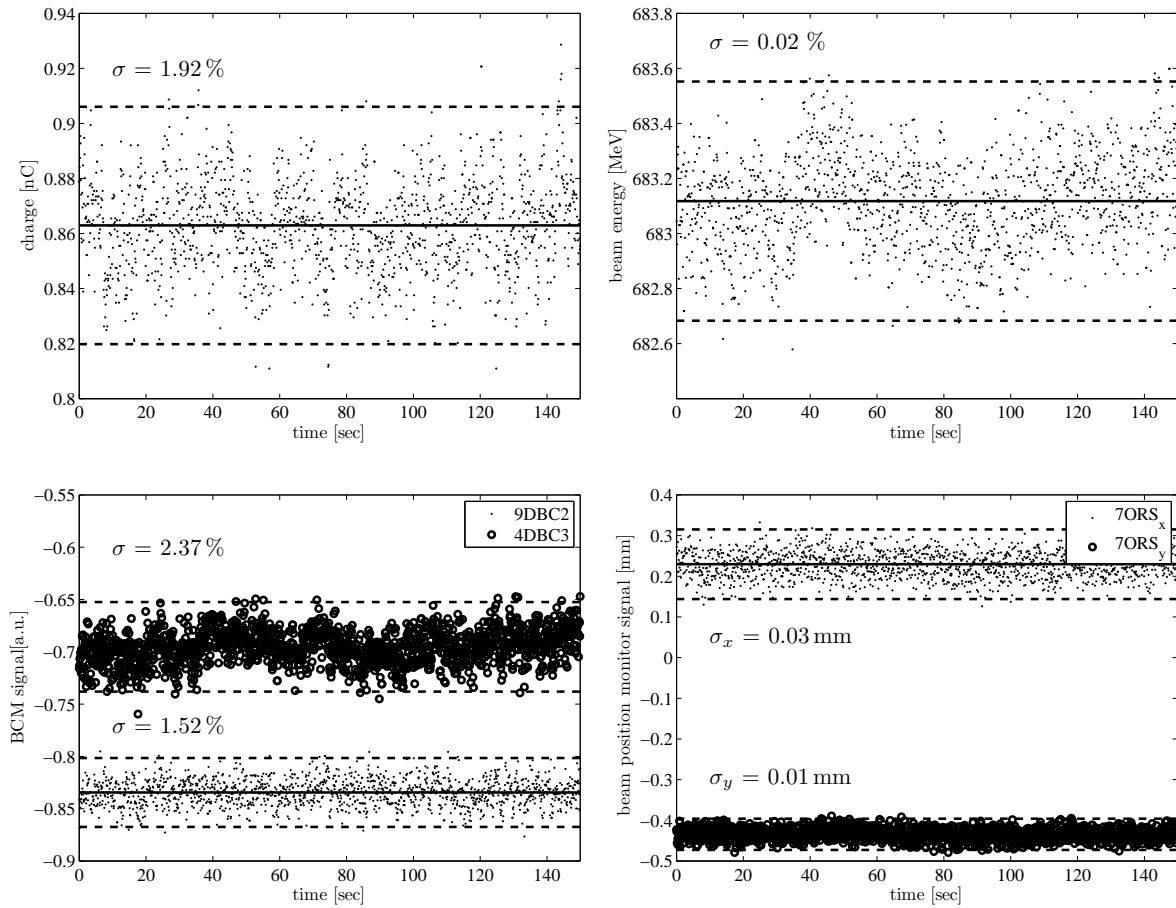 0.94
0.92
0.9
0.88
0.86
0.84
0.82
0.8
charge [nC]
σ = 1.92 %
0 20 40 60 80 100 120 140
time [sec]
683.8
683.6
683.4
683.2
683
682.8
682.6
beam energy [MeV]
σ = 0.02 %
0 20 40 60 80 100 120 140
time [sec]
−0.55
−0.6
−0.65
−0.7
−0.75
−0.8
−0.85
−0.9
BCM signal[a.u.]
9DBC2
4DBC3
σ = 2.37 %
σ = 1.52 %
0 20 40 60 80 100 120 140
time [sec]
0.4
0.3
0.2
0.1
0
−0.1
−0.2
−0.3
−0.4
−0.5
beam position monitor signal [mm]
7ORSx
7ORSy
σx = 0.03 mm
σy = 0.01 mm
0 20 40 60 80 100 120 140
time [sec]